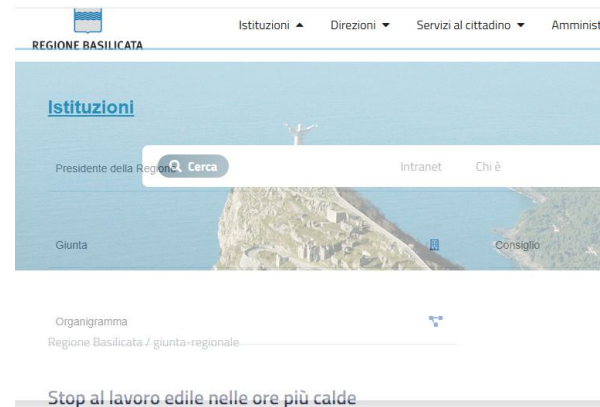 REGIONE BASILICATA
Istituzioni ▲ Direzioni ▼ Servizi al cittadino ▼ Amminist
Istituzioni
Presidente della Regione
Cerca Intranet Chi è
Giunta Consiglio
Organigramma
Regione Basilicata / giunta-regionale
Stop al lavoro edile nelle ore più calde